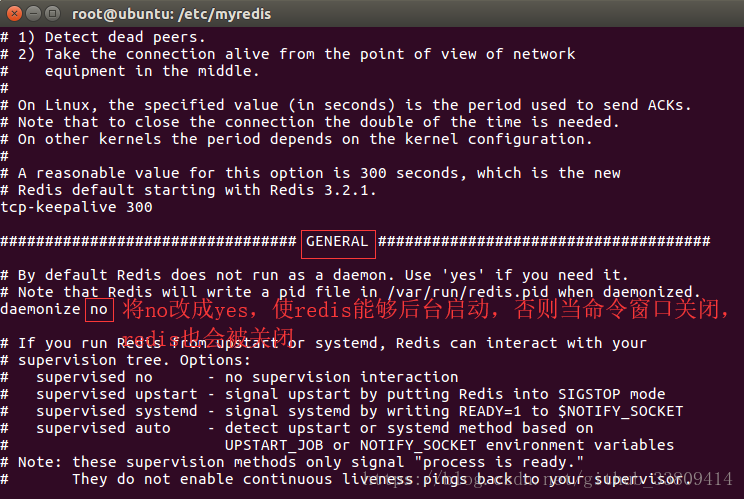 root@ubuntu: /etc/myredis
# 1) Detect dead peers.
# 2) Take the connection alive from the point of view of network
#    equipment in the middle.
#
# On Linux, the specified value (in seconds) is the period used to send ACKs.
# Note that to close the connection the double of the time is needed.
# On other kernels the period depends on the kernel configuration.
#
# A reasonable value for this option is 300 seconds, which is the new
# Redis default starting with Redis 3.2.1.
tcp-keepalive 300
################################# GENERAL #####################################
# By default Redis does not run as a daemon. Use 'yes' if you need it.
# Note that Redis will write a pid file in /var/run/redis.pid when daemonized.
daemonize no 将no改成yes，使redis能够后台启动，否则当命令窗口关闭，
redis也会被关闭
# If you run Redis from upstart or systemd, Redis can interact with your
# supervision tree. Options:
#   supervised no      - no supervision interaction
#   supervised upstart - signal upstart by putting Redis into SIGSTOP mode
#   supervised systemd - signal systemd by writing READY=1 to $NOTIFY_SOCKET
#   supervised auto    - detect upstart or systemd method based on
#                        UPSTART_JOB or NOTIFY_SOCKET environment variables
# Note: these supervision methods only signal "process is ready."
#       They do not enable continuous liveness pings back to your supervisor.
https://blog.csdn.net/github_33809414